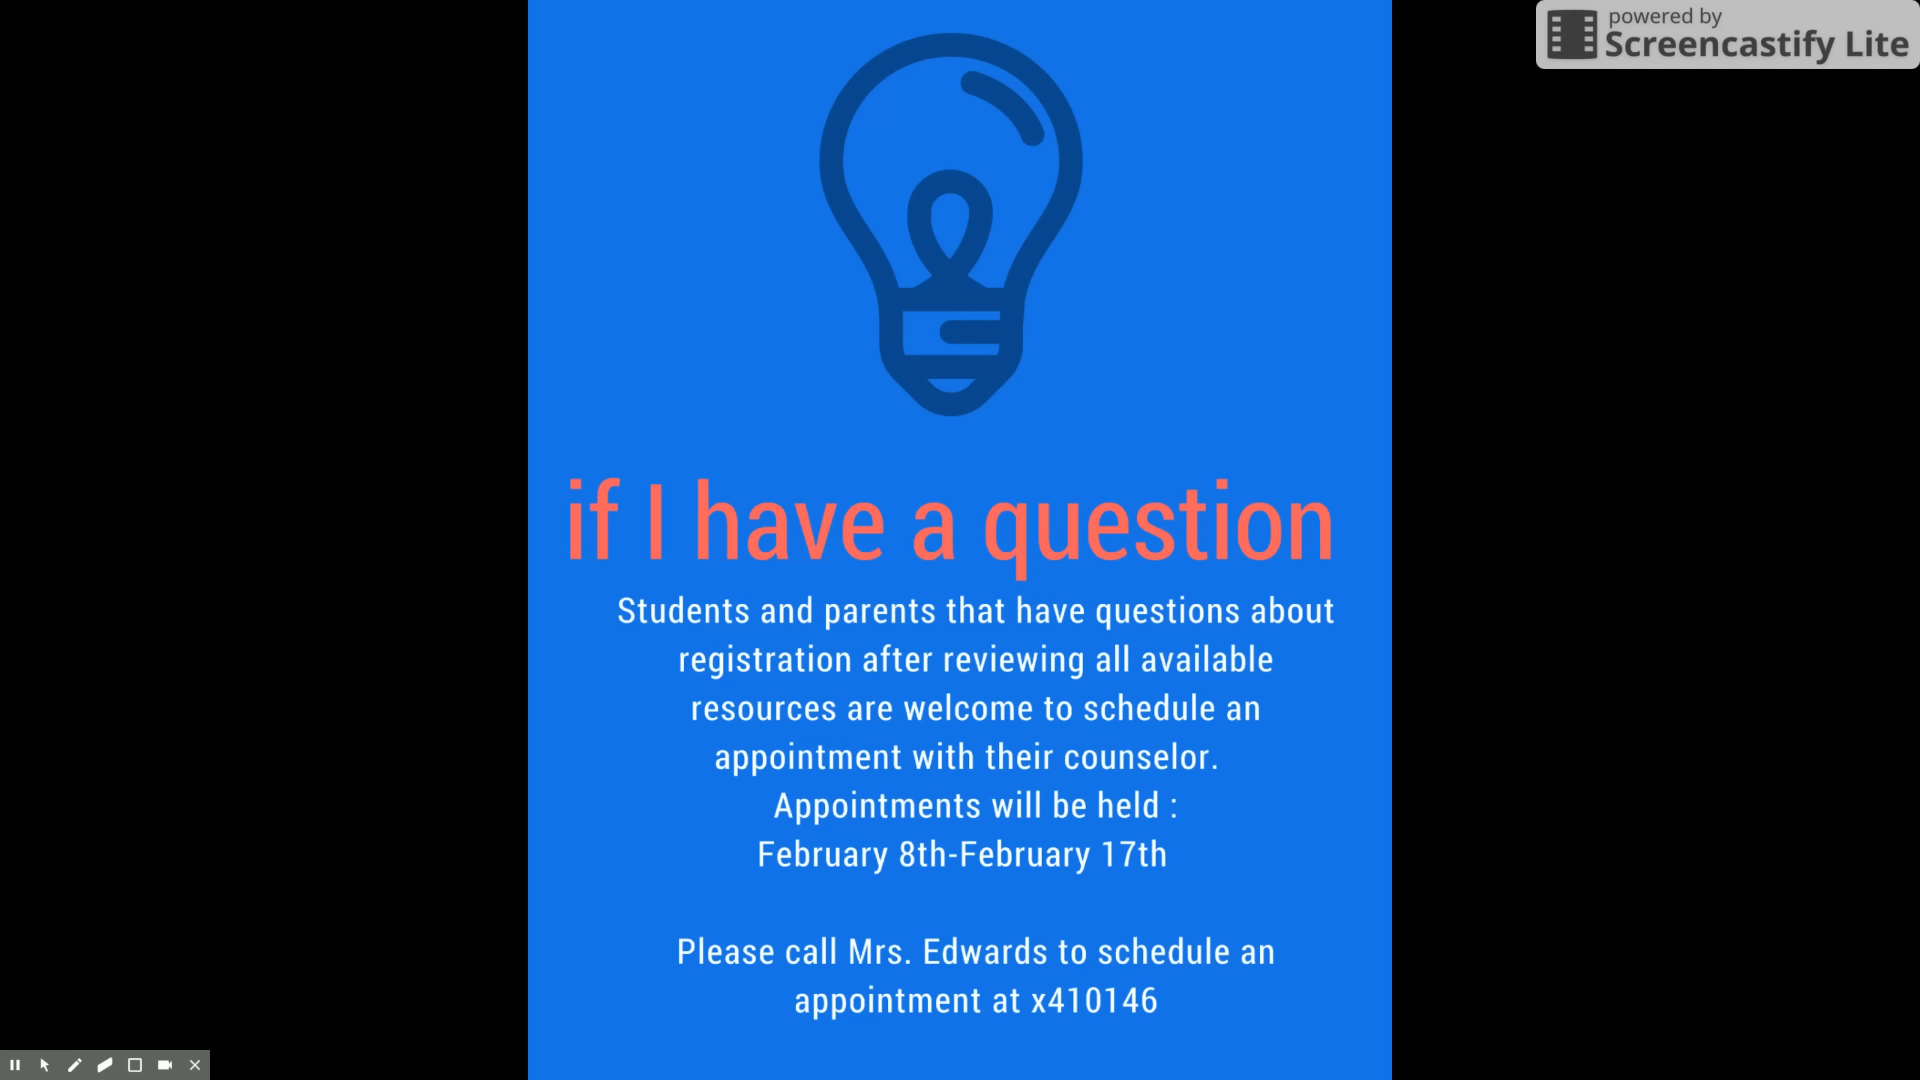 powered by
Screencastify Lite
if I have a question
Students and parents that have questions about
registration after reviewing all available
resources are welcome to schedule an
appointment with their counselor.
Appointments will be held :
February 8th-February 17th
Please call Mrs. Edwards to schedule an
appointment at x410146